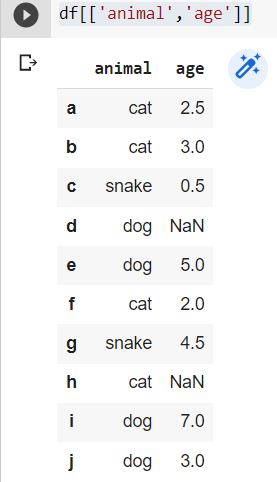 df[['animal','age']]
animal age
a cat 2.5
b cat 3.0
c snake 0.5
d dog NaN
e dog 5.0
f cat 2.0
g snake 4.5
h cat NaN
i dog 7.0
j dog 3.0